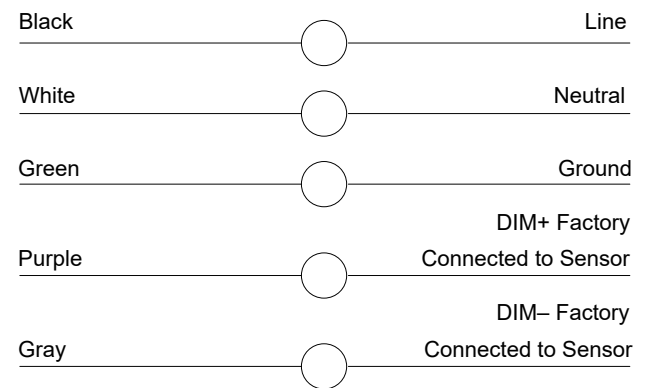 Black Line
White Neutral
Green Ground
DIM+ Factory
Purple Connected to Sensor
DIM– Factory
Gray Connected to Sensor